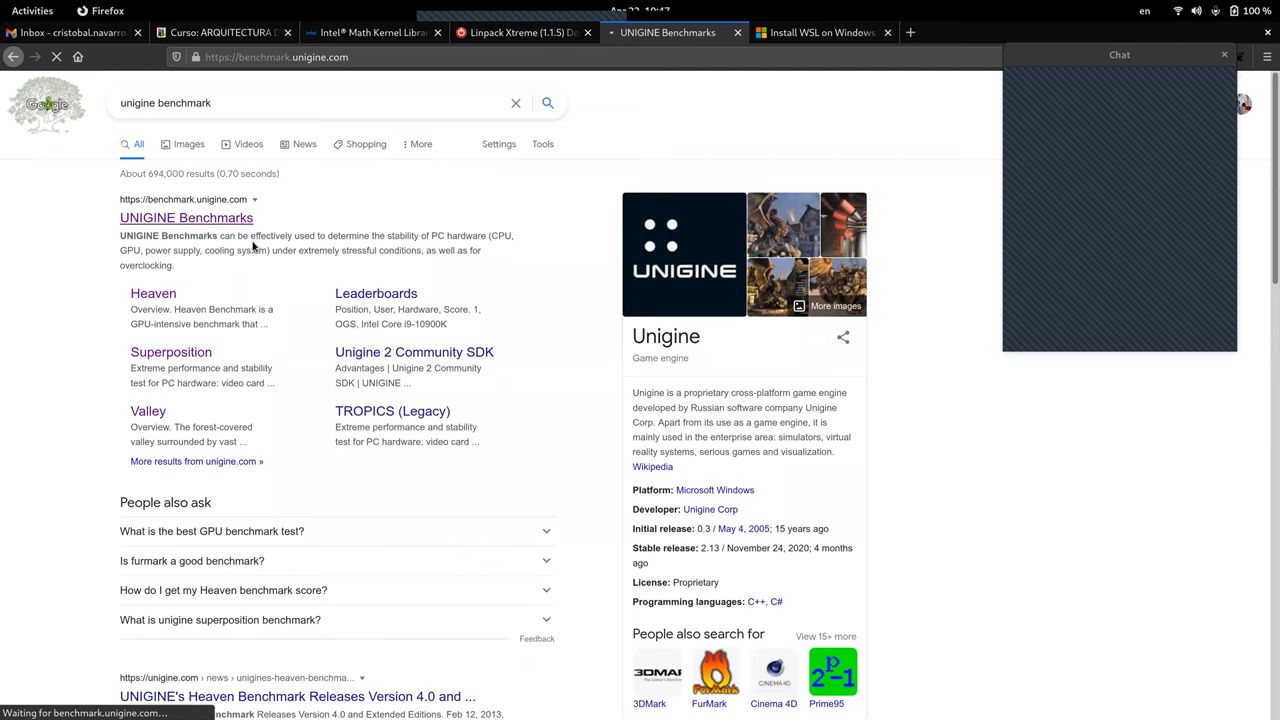 Activities
Firefox
Apr 23, 10:47
en
100 %
Inbox - cristobal.navarro
Curso: ARQUITECTURA D
Intel® Math Kernel Libra
Linpack Xtreme (1.1.5) Do
UNIGINE Benchmarks
Install WSL on Windows
https://benchmark.unigine.com
Chat
Google
unigine benchmark
All
Images
Videos
News
Shopping
More
Settings
Tools
About 694,000 results (0.70 seconds)
https://benchmark.unigine.com
UNIGINE Benchmarks
UNIGINE Benchmarks can be effectively used to determine the stability of PC hardware (CPU,
GPU, power supply, cooling system) under extremely stressful conditions, as well as for
overclocking.
Heaven
Overview. Heaven Benchmark is a
GPU-intensive benchmark that ...
Leaderboards
Position, User, Hardware, Score. 1,
OGS, Intel Core i9-10900K
Superposition
Extreme performance and stability
test for PC hardware: video card ...
Unigine 2 Community SDK
Advantages | Unigine 2 Community
SDK | UNIGINE ...
Valley
Overview. The forest-covered
valley surrounded by vast ...
TROPICS (Legacy)
Extreme performance and stability
test for PC hardware: video card ...
More results from unigine.com »
People also ask
What is the best GPU benchmark test?
Is furmark a good benchmark?
How do I get my Heaven benchmark score?
What is unigine superposition benchmark?
Feedback
https://unigine.com › news › unigines-heaven-benchma...
UNIGINE's Heaven Benchmark Releases Version 4.0 and ...
nchmark Releases Version 4.0 and Extended Editions. Feb 12, 2013.
Waiting for benchmark.unigine.com...
UNIGINE
More images
Unigine
Game engine
Unigine is a proprietary cross-platform game engine
developed by Russian software company Unigine
Corp. Apart from its use as a game engine, it is
mainly used in the enterprise area: simulators, virtual
reality systems, serious games and visualization.
Wikipedia
Platform: Microsoft Windows
Developer: Unigine Corp
Initial release: 0.3 / May 4, 2005; 15 years ago
Stable release: 2.13 / November 24, 2020; 4 months
ago
License: Proprietary
Programming languages: C++, C#
People also search for
View 15+ more
3DMAR
FurMark
CINEMA 4D
2ᵖ-1
3DMark
FurMark
Cinema 4D
Prime95